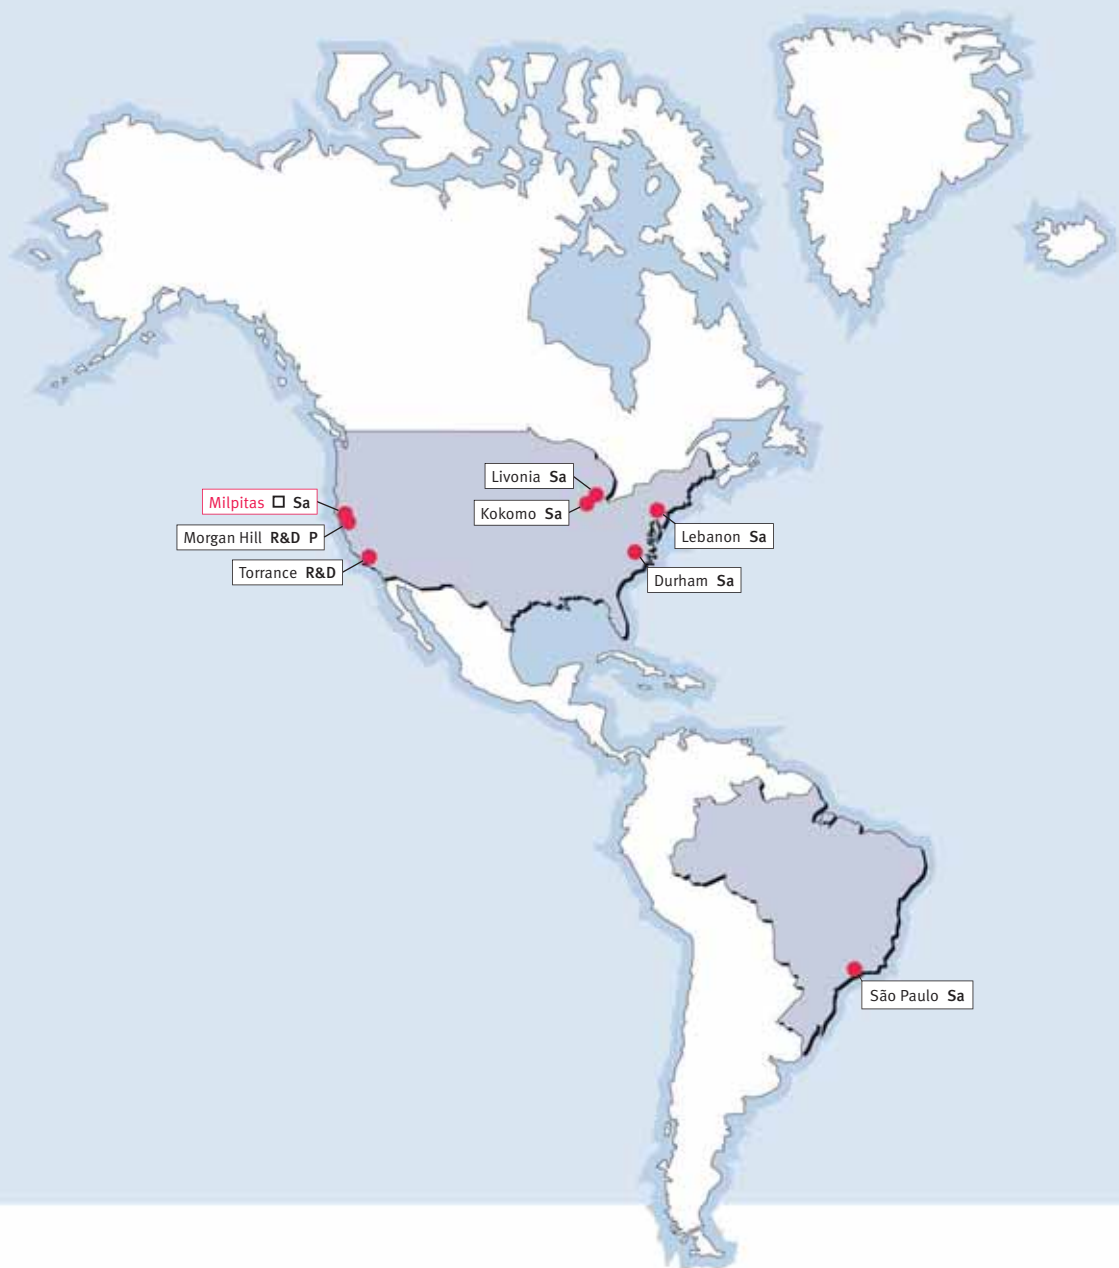 Livonia Sa
Milpitas □ Sa
Kokomo Sa
Morgan Hill R&D P
Lebanon Sa
Torrance R&D
Durham Sa
São Paulo Sa